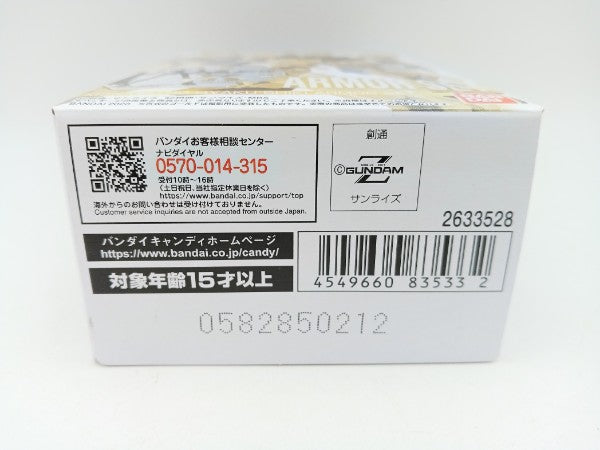 バンダイお客様相談センター
ナビダイヤル
0570-014-315
受付10時～16時
(土日祝日、当社指定休業日を除く)
https://www.bandai.co.jp/support/top
海外からのお問い合わせは受け付けておりません。
Customer service inquiries are not accepted from outside Japan.
創通
©GUNDAM
Z
サンライズ
2633528
バンダイキャンディホームページ
https://www.bandai.co.jp/candy/
対象年齢15才以上
4549660 83533 2
0582850212